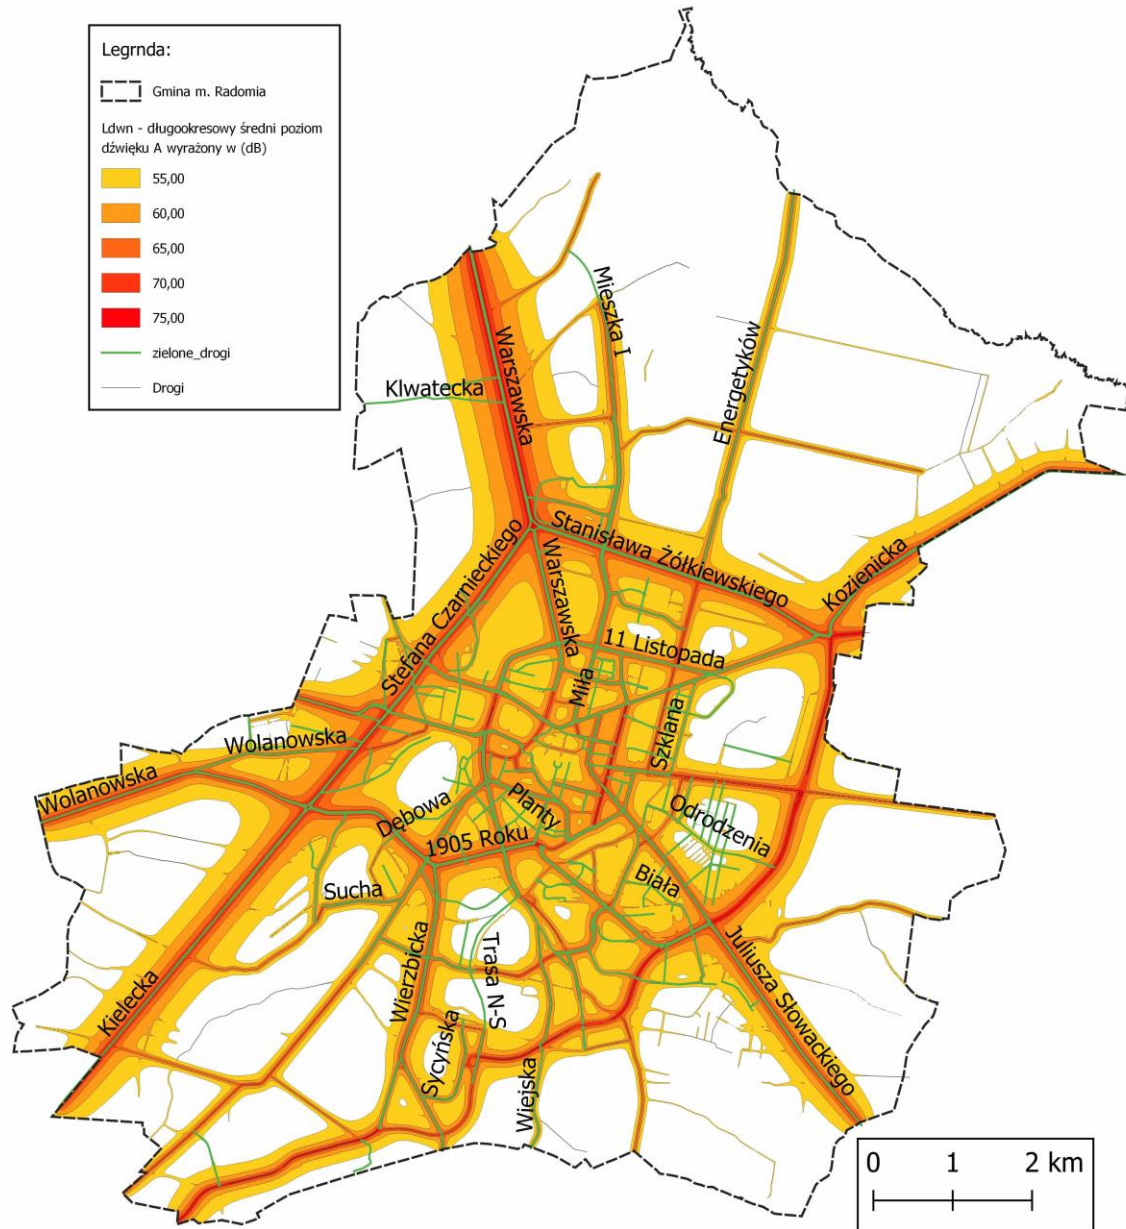 Legrnda:
Gmina m. Radomia
Ldwn - długookresowy średni poziom
dźwięku A wyrażony w (dB)
55,00
60,00
65,00
70,00
75,00
zielone_drogi
Drogi
Mieszka I
Warszawska
Klwatecka
Energetyków
Stanisława Żółkiewskiego
Kozienicka
Stefana Czarnieckiego
Warszawska
11 Listopada
Miła
Szklana
Wolanowska
Wolanowska
Dębowa
Planty
Odrodzenia
1905 Roku
Sucha
Biała
Wierzbicka
Trasa N-S
Juliusza Słowackiego
Kielecka
Sycyńska
Wiejska
0 1 2 km